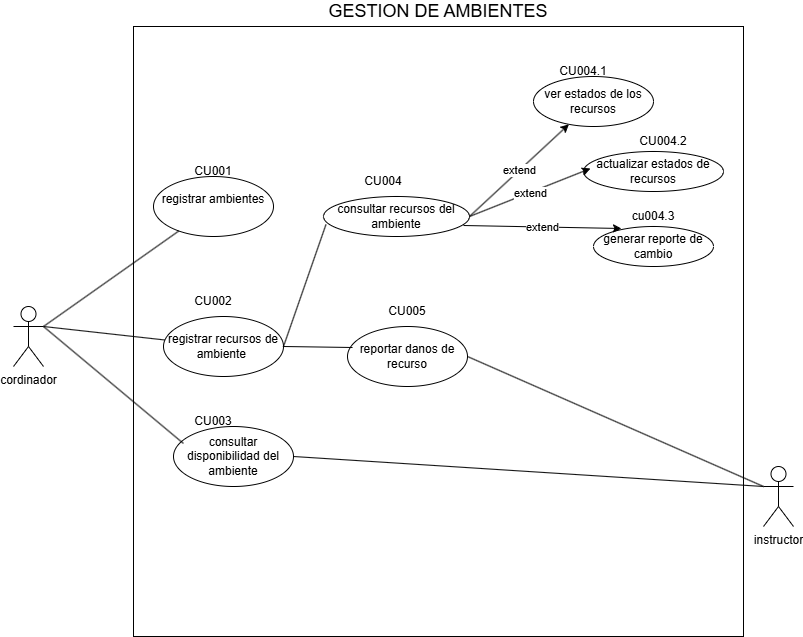 GESTION DE AMBIENTES
CU004.1
ver estados de los
recursos
CU004.2
actualizar estados de
recursos
extend
extend
CU001
registrar ambientes
CU004
consultar recursos del
ambiente
cu004.3
generar reporte de
cambio
extend
CU002
registrar recursos de
ambiente
CU005
reportar danos de
recurso
cordinador
CU003
consultar
disponibilidad del
ambiente
instructor